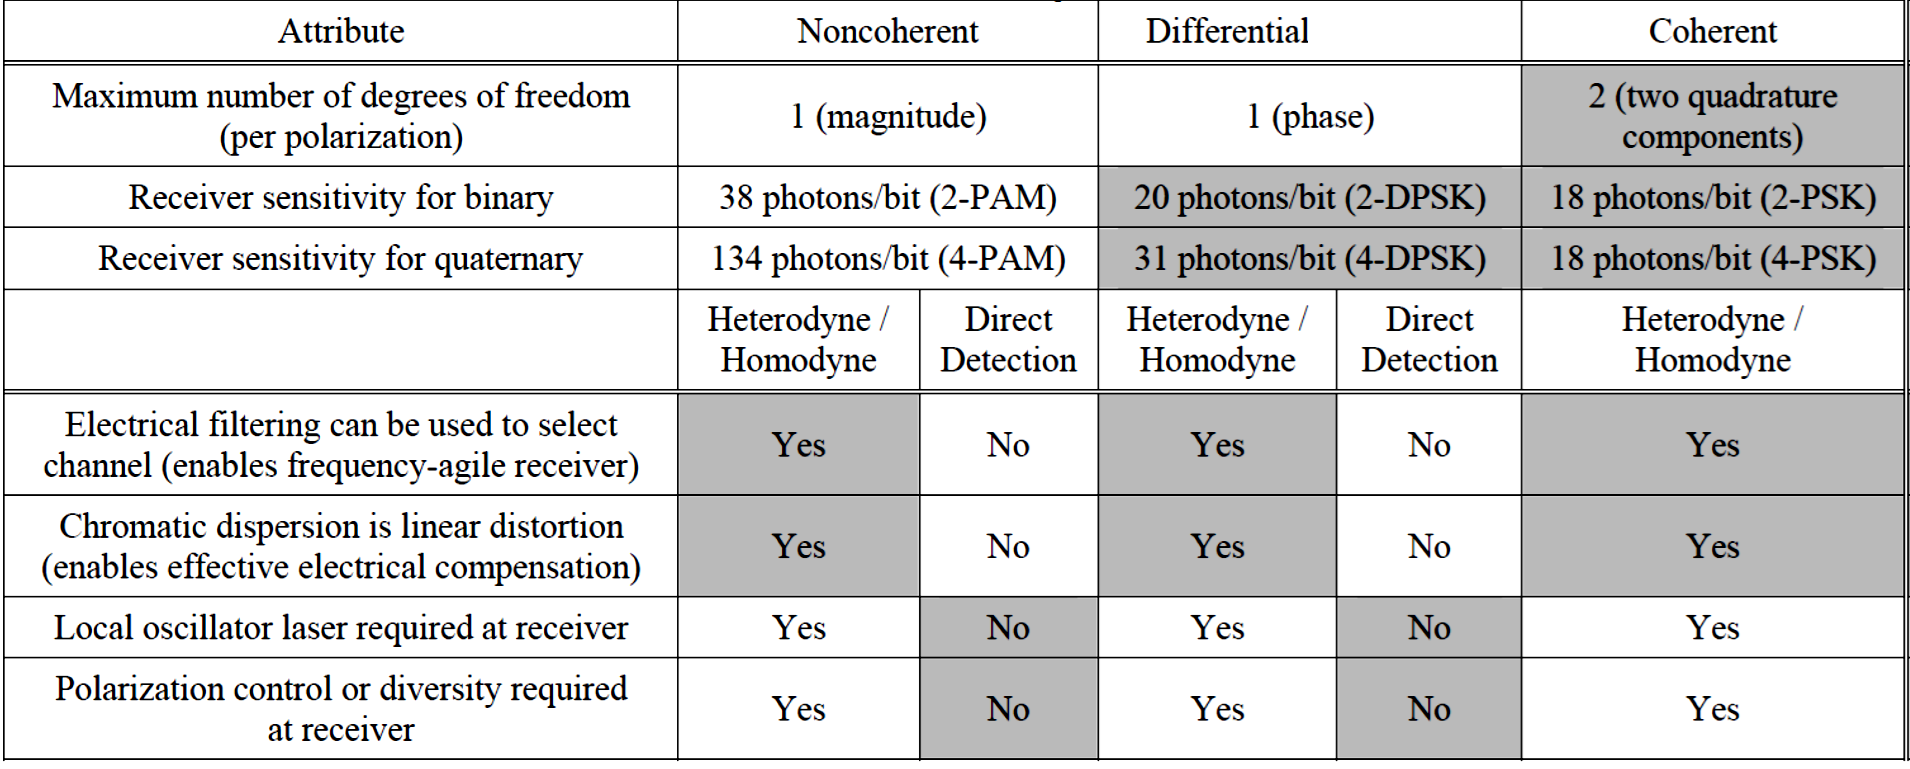 Attribute Noncoherent Differential Coherent
Maximum number of degrees of freedom
(per polarization)
1 (magnitude)
1 (phase)
2 (two quadrature
components)
Receiver sensitivity for binary 38 photons/bit (2-PAM) 20 photons/bit (2-DPSK) 18 photons/bit (2-PSK)
Receiver sensitivity for quaternary 134 photons/bit (4-PAM) 31 photons/bit (4-DPSK) 18 photons/bit (4-PSK)
Heterodyne /
Homodyne
Direct
Detection
Heterodyne /
Homodyne
Direct
Detection
Heterodyne /
Homodyne
Electrical filtering can be used to select
channel (enables frequency-agile receiver)
Yes No Yes No Yes
Chromatic dispersion is linear distortion
(enables effective electrical compensation)
Yes No Yes No Yes
Local oscillator laser required at receiver Yes No Yes No Yes
Polarization control or diversity required
at receiver
Yes No Yes No Yes